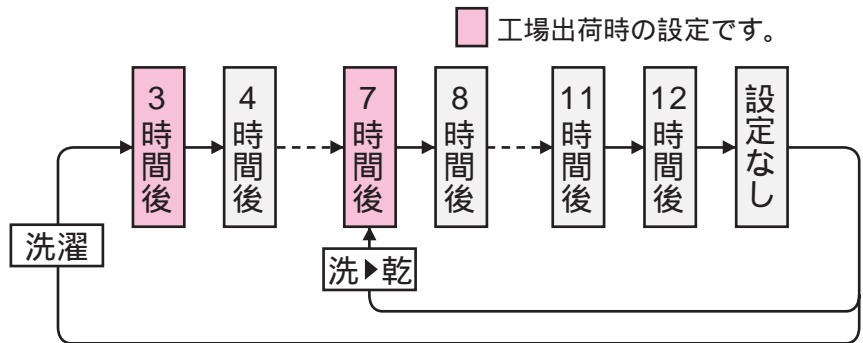 工場出荷時の設定です。
3時間後
4時間後
7時間後
8時間後
11時間後
12時間後
設定なし
洗濯
洗▶乾